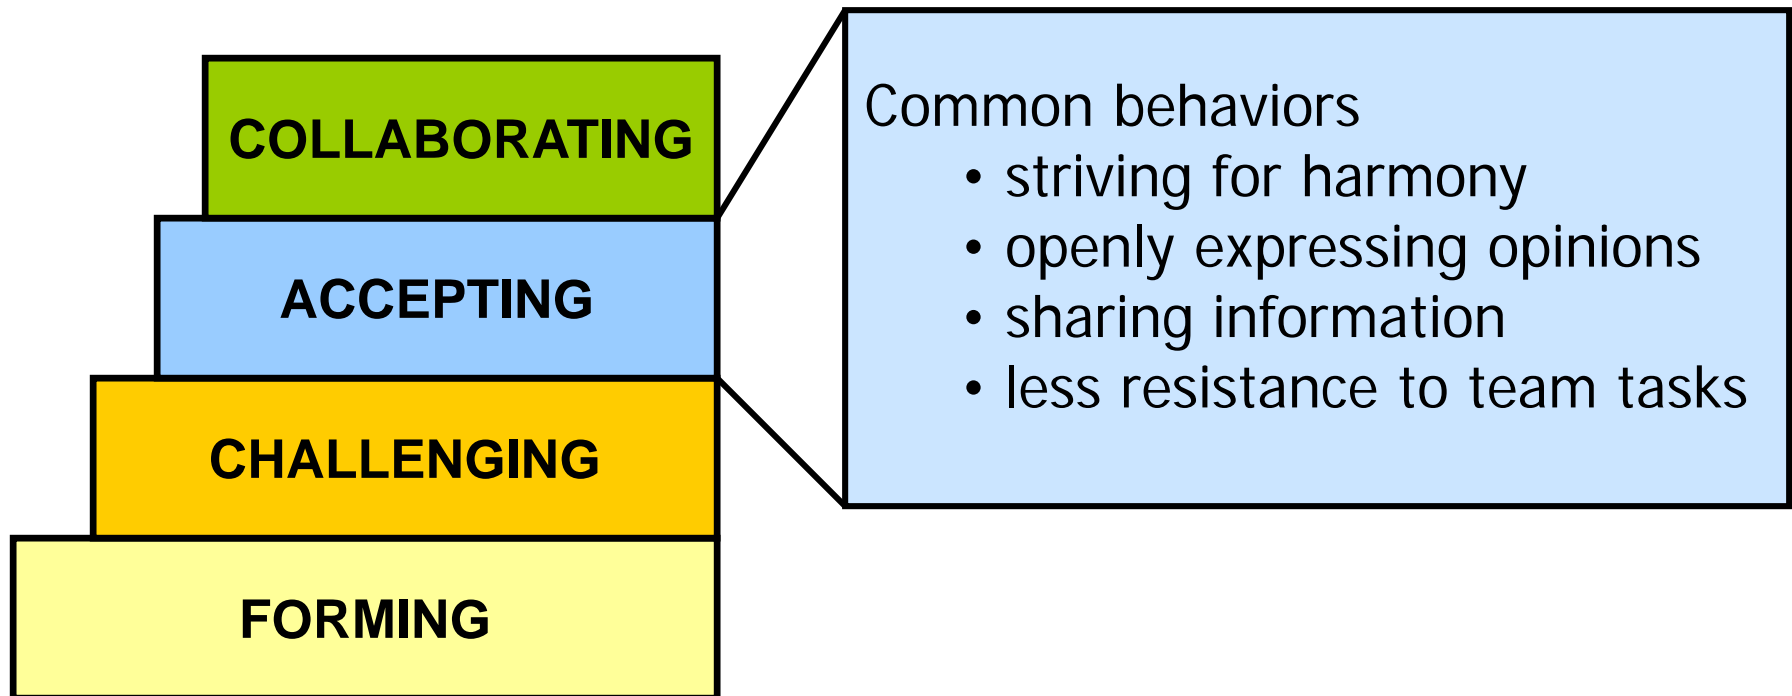 COLLABORATING
ACCEPTING
CHALLENGING
FORMING
Common behaviors
• striving for harmony
• openly expressing opinions
• sharing information
• less resistance to team tasks